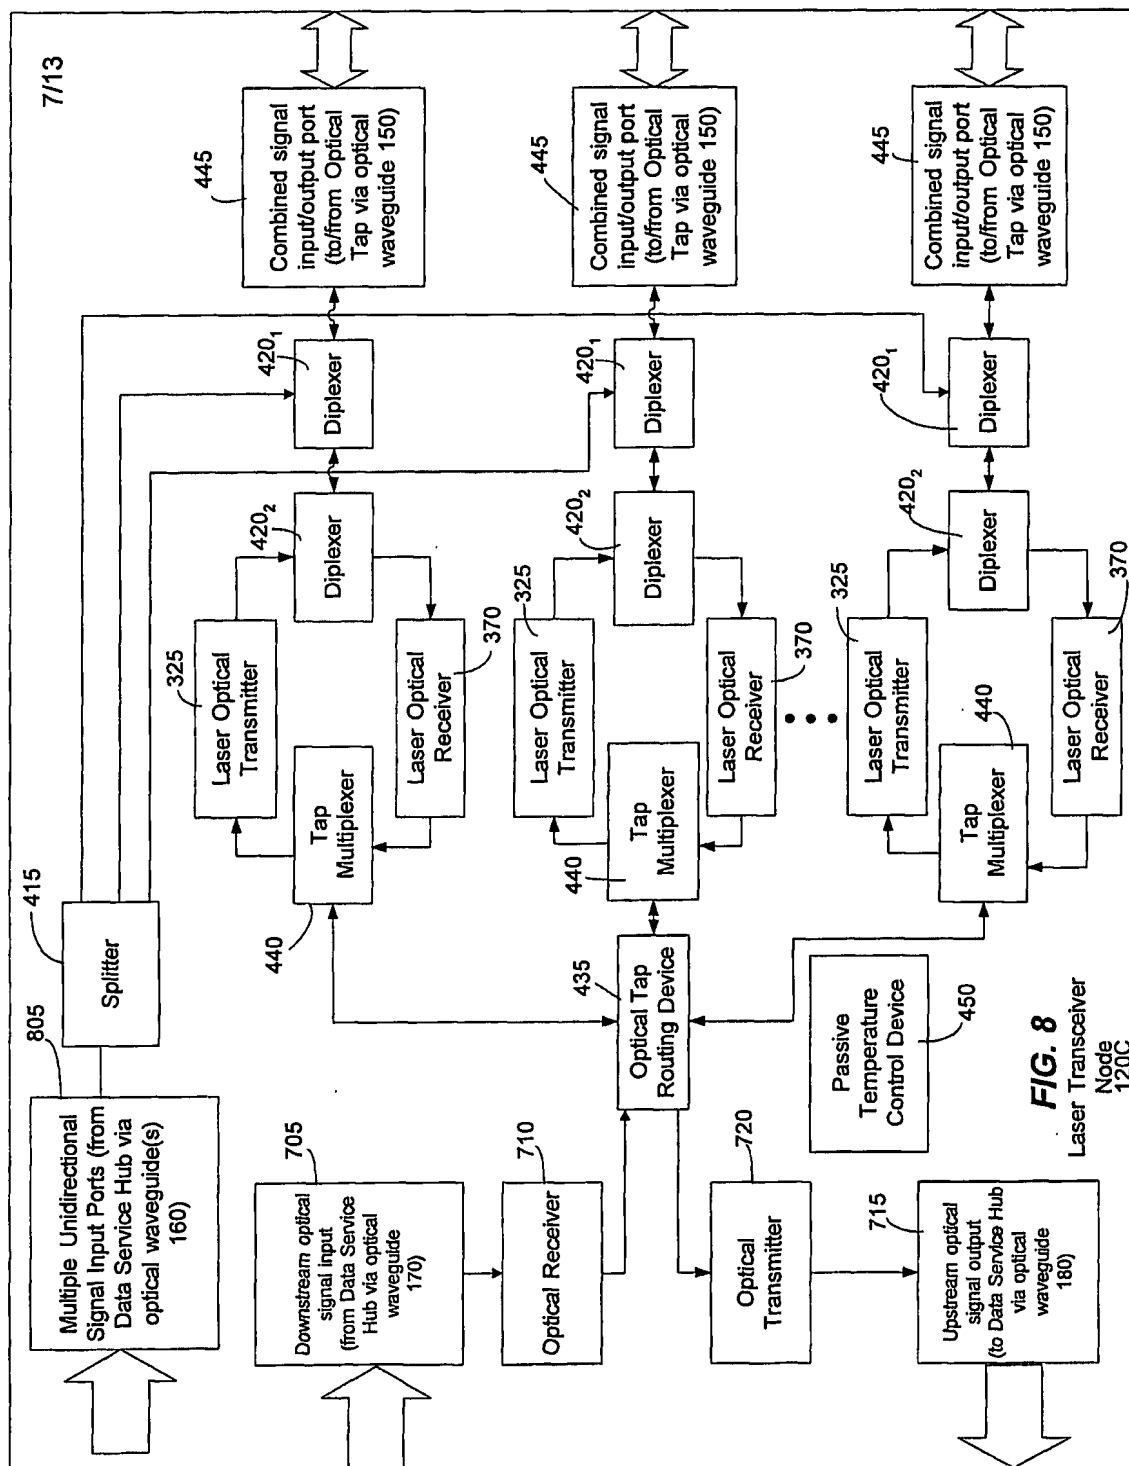 7/13
805
Multiple Unidirectional
Signal Input Ports (from
Data Service Hub via
optical waveguide(s)
160)
415
Splitter
705
Downstream optical
signal input
(from Data Service
Hub via optical
waveguide
170)
710
Optical Receiver
720
Optical
Transmitter
715
Upstream optical
signal output
(to Data Service Hub
via optical
waveguide
180)
435
Optical Tap
Routing Device
Passive
Temperature
Control Device
450
440
Tap
Multiplexer
325
Laser Optical
Transmitter
Laser Optical
Receiver
370
420₂
Diplexer
420₁
Diplexer
445
Combined signal
input/output port
(to/from Optical
Tap via optical
waveguide 150)
440
Tap
Multiplexer
325
Laser Optical
Transmitter
Laser Optical
Receiver
370
420₂
Diplexer
420₁
Diplexer
445
Combined signal
input/output port
(to/from Optical
Tap via optical
waveguide 150)
440
Tap
Multiplexer
325
Laser Optical
Transmitter
Laser Optical
Receiver
370
420₂
Diplexer
420₁
Diplexer
445
Combined signal
input/output port
(to/from Optical
Tap via optical
waveguide 150)
FIG. 8
Laser Transceiver
Node
120C